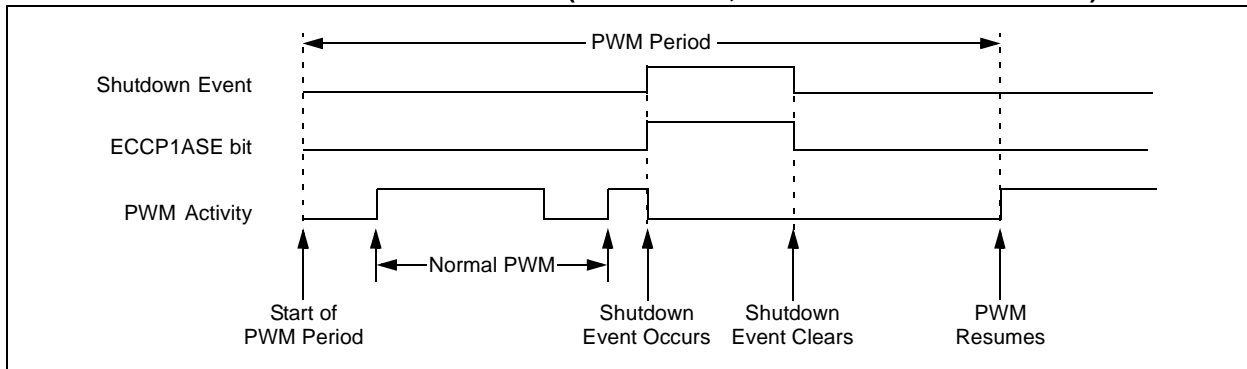 PWM Period
Shutdown Event
ECCP1ASE bit
PWM Activity
Normal PWM
Start of
PWM Period
Shutdown
Event Occurs
Shutdown
Event Clears
PWM
Resumes